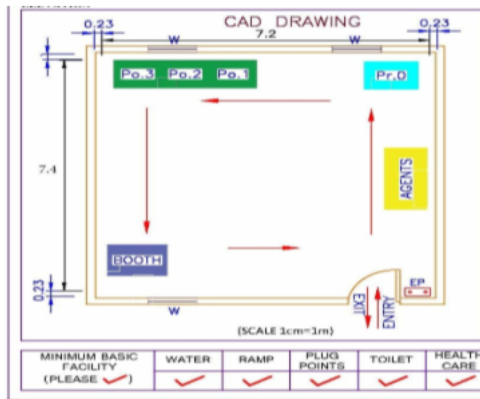 CAD DRAWING
0.23
7.2
0.23
W
W
Po.3 Po.2 Po.1
Pr.0
7.4
AGENTS
BOOTH
EP
0.23
W
EXIT
ENTRY
(SCALE 1cm=1m)
MINIMUM BASIC FACILITY (PLEASE ✓)
WATER
RAMP
PLUG POINTS
TOILET
HEALTH CARE